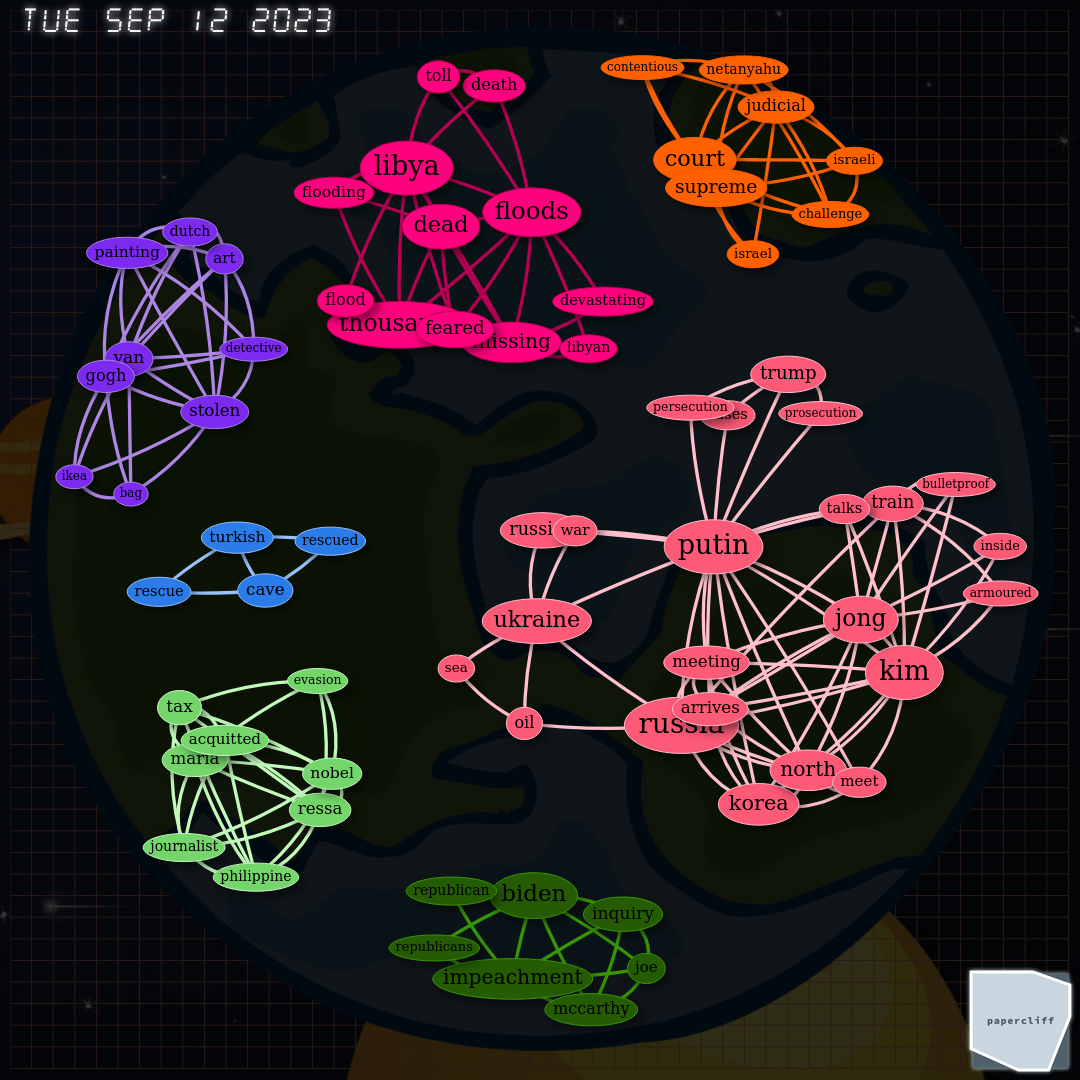 TUE SEP 12 2023
toll
death
libya
flooding
dead
floods
flood
feared
devastating
libyan
contentious
netanyahu
judicial
court
supreme
israeli
challenge
israel
dutch
painting
art
van
gogh
detective
stolen
ikea
bag
turkish
rescued
rescue
cave
trump
persecution
prosecution
talks
train
bulletproof
inside
armoured
war
putin
ukraine
jong
kim
meeting
sea
oil
arrives
russia
north
meet
korea
evasion
tax
acquitted
maria
nobel
ressa
journalist
philippine
republican
biden
inquiry
republicans
impeachment
joe
mccarthy
papercliff